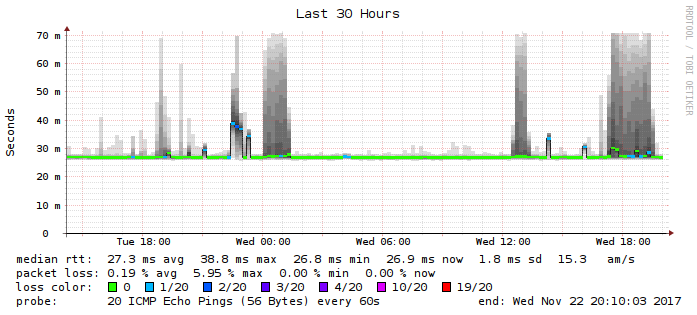 Last 30 Hours
RRDTOOL / TOBI OETIKER
Seconds
70 m
60 m
50 m
40 m
30 m
20 m
10 m
0
Tue 18:00 Wed 00:00 Wed 06:00 Wed 12:00 Wed 18:00
median rtt: 27.3 ms avg 38.8 ms max 26.8 ms min 26.9 ms now 1.8 ms sd 15.3 am/s
packet loss: 0.19 % avg 5.95 % max 0.00 % min 0.00 % now
loss color: 0 1/20 2/20 3/20 4/20 10/20 19/20
probe: 20 ICMP Echo Pings (56 Bytes) every 60s end: Wed Nov 22 20:10:03 2017